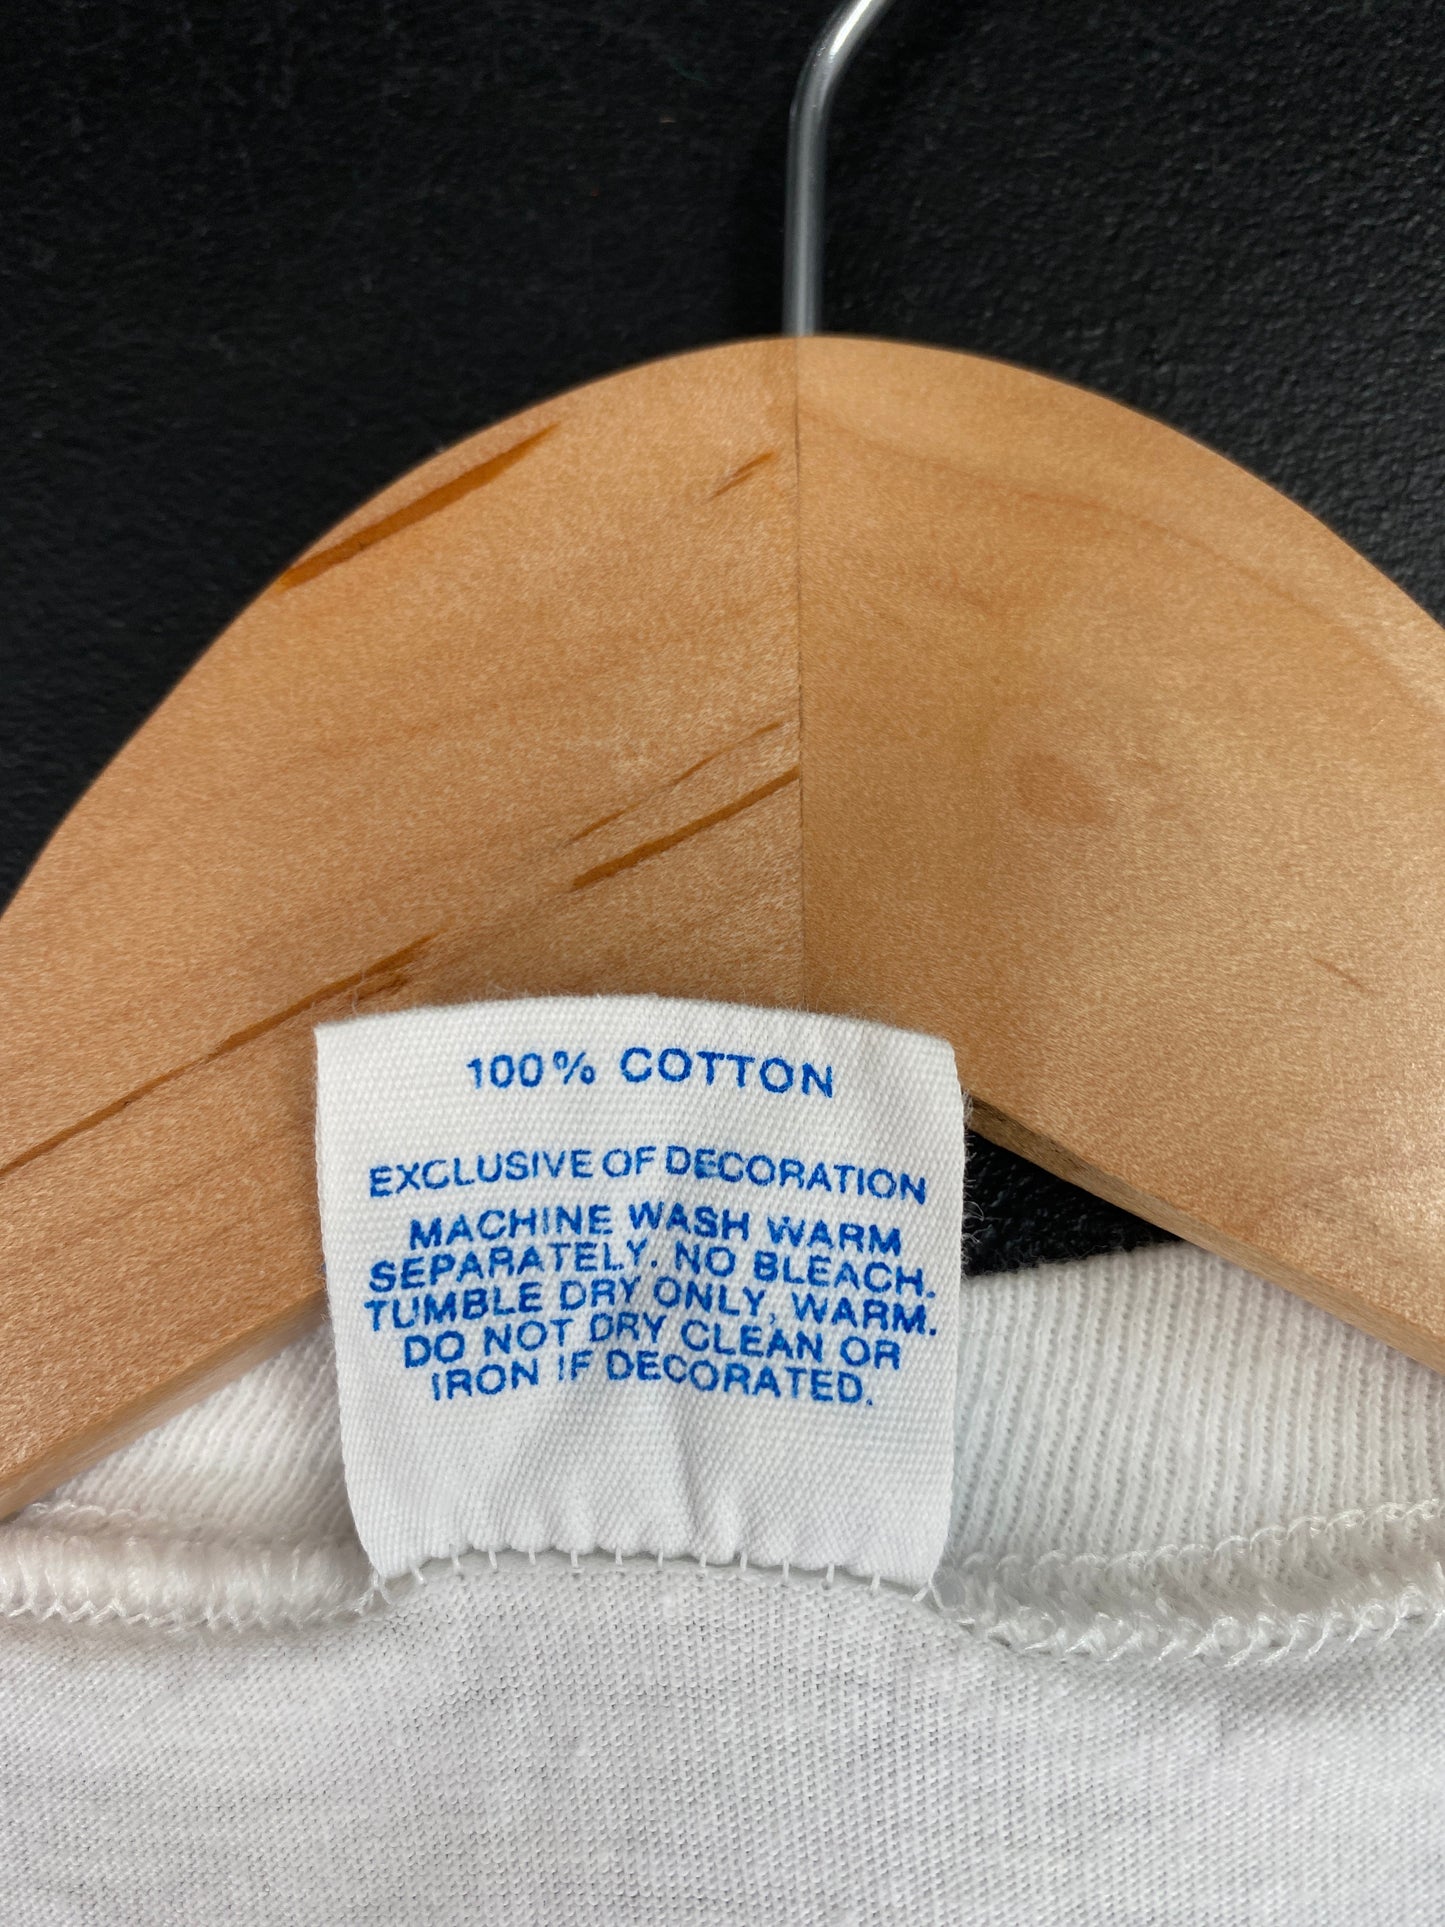 100% COTTON
EXCLUSIVE OF DECORATION
MACHINE WASH WARM
SEPARATELY. NO BLEACH.
TUMBLE DRY ONLY, WARM.
DO NOT DRY CLEAN OR
IRON IF DECORATED.